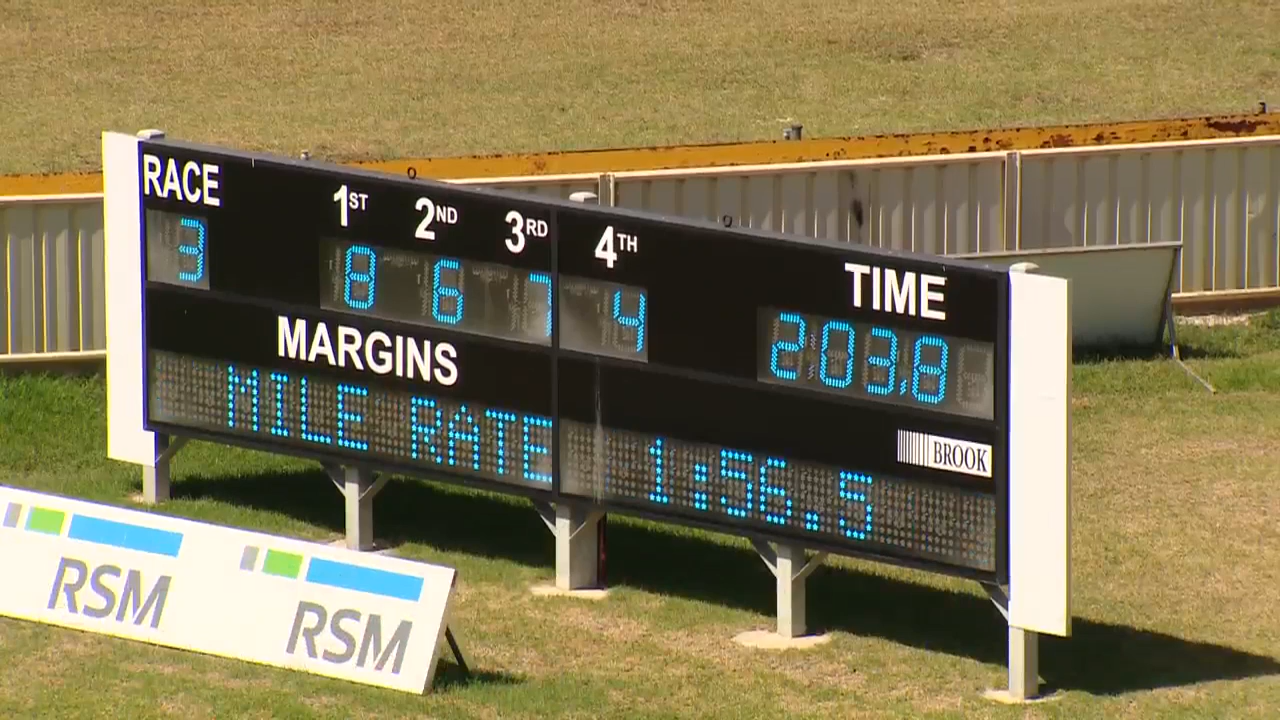 RACE 1ST 2ND 3RD 4TH TIME
3 8 6 7 4 2:03.8
MARGINS
MILE RATE 1:56.5
BROOK
RSM RSM